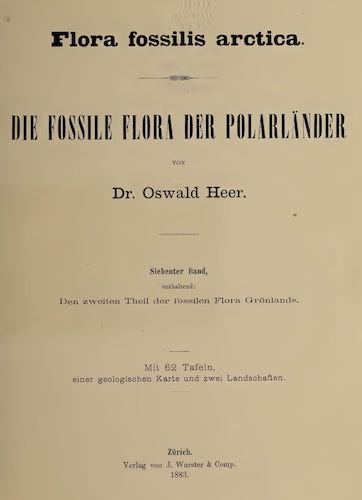 Flora fossilis arctica.
DIE FOSSILE FLORA DER POLARLÄNDER
VON
Dr. Oswald Heer.
Siebenter Band,
enthaltend:
Den zweiten Theil der fossilen Flora Grönlands.
Mit 62 Tafeln,
einer geologischen Karte und zwei Landschaften.
Zürich.
Verlag von J. Wurster & Comp.
1883.